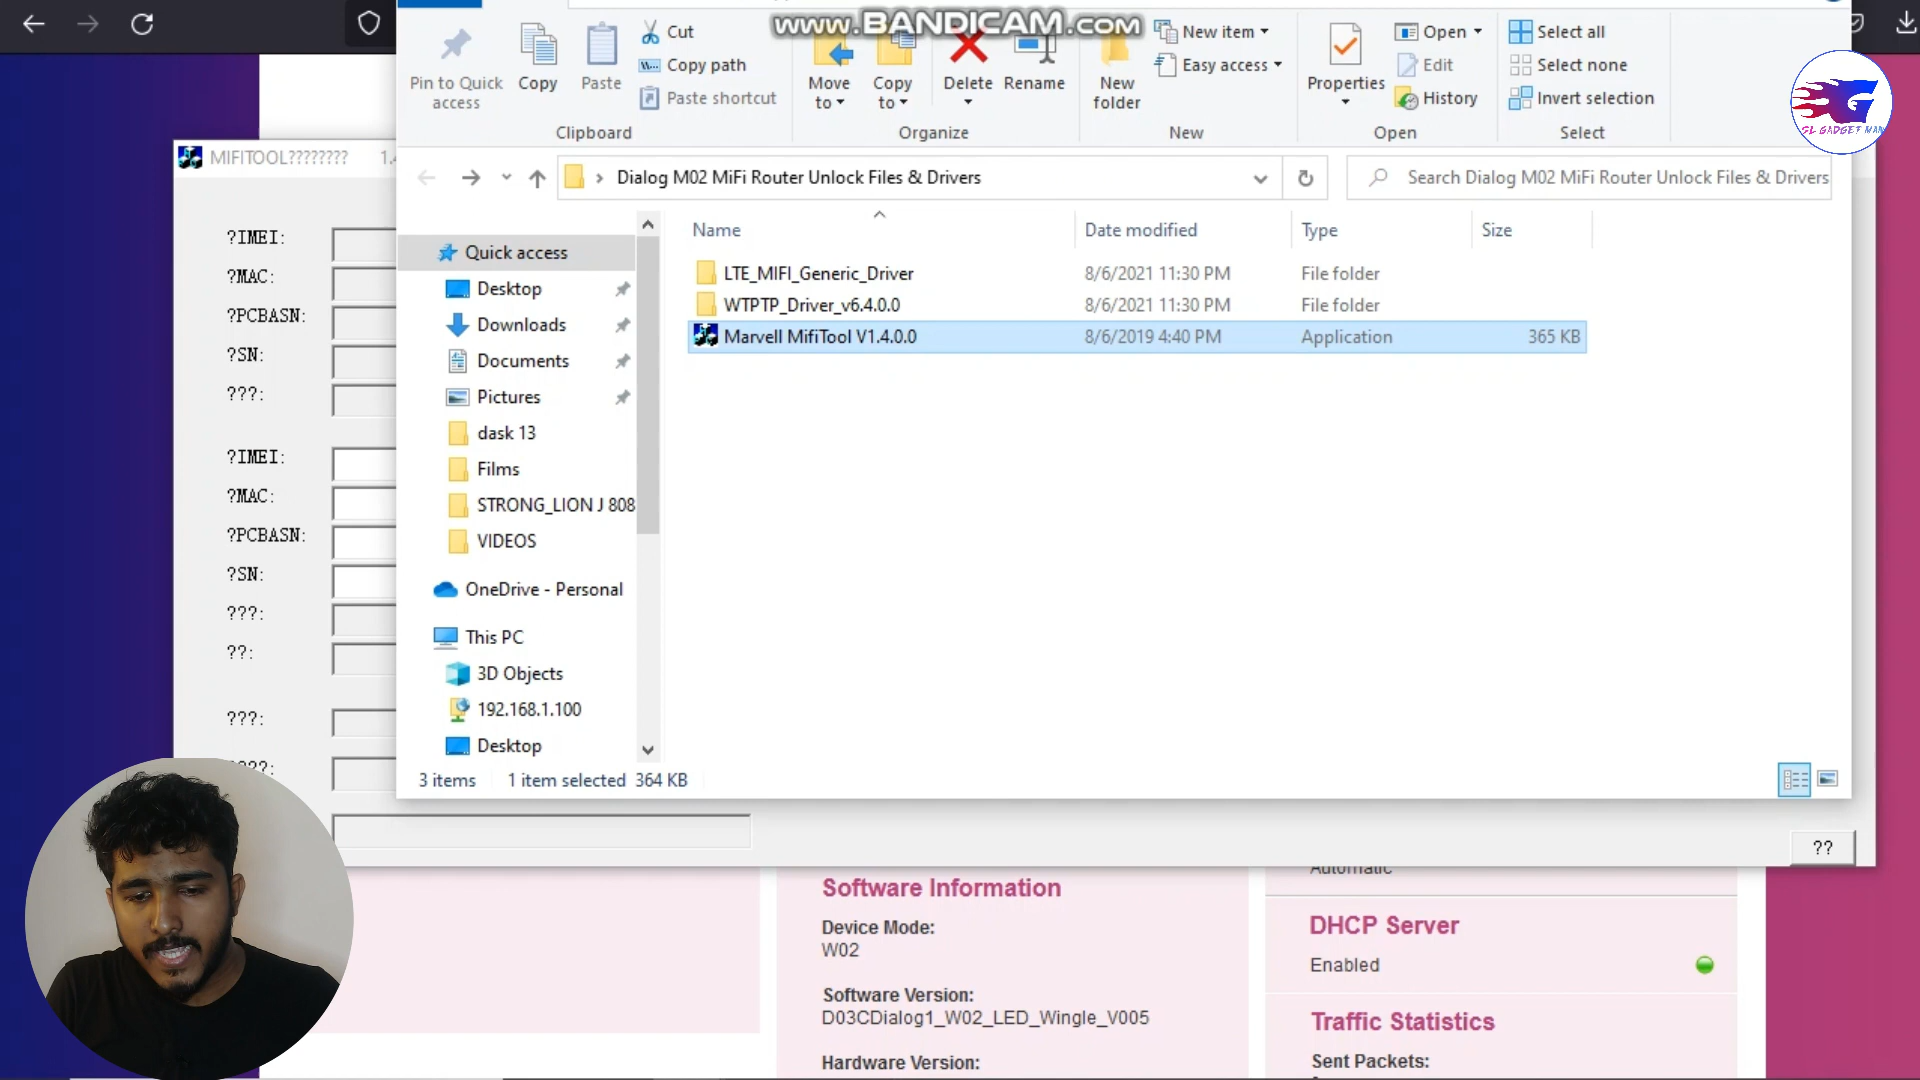 www.BANDICAM.com
Pin to Quick access
Copy
Paste
Cut
Copy path
Paste shortcut
Clipboard
Move to
Copy to
Delete
Rename
Organize
New folder
New item
Easy access
New
Properties
Open
Edit
History
Open
Select all
Select none
Invert selection
Select
SL GADGET MAN
MIFITOOL???????? 1.4
Dialog M02 MiFi Router Unlock Files & Drivers
Search Dialog M02 MiFi Router Unlock Files & Drivers
Name Date modified Type Size
LTE_MIFI_Generic_Driver 8/6/2021 11:30 PM File folder
WTPTP_Driver_v6.4.0.0 8/6/2021 11:30 PM File folder
Marvell MifiTool V1.4.0.0 8/6/2019 4:40 PM Application 365 KB
Quick access
Desktop
Downloads
Documents
Pictures
dask 13
Films
STRONG_LION J 808
VIDEOS
OneDrive - Personal
This PC
3D Objects
192.168.1.100
Desktop
3 items 1 item selected 364 KB
?IMEI:
?MAC:
?PCBASN:
?SN:
???:
?IMEI:
?MAC:
?PCBASN:
?SN:
???:
??:
???:
??
Software Information
Device Mode:
W02
Software Version:
D03CDialog1_W02_LED_Wingle_V005
Hardware Version:
Automatic
DHCP Server
Enabled
Traffic Statistics
Sent Packets: